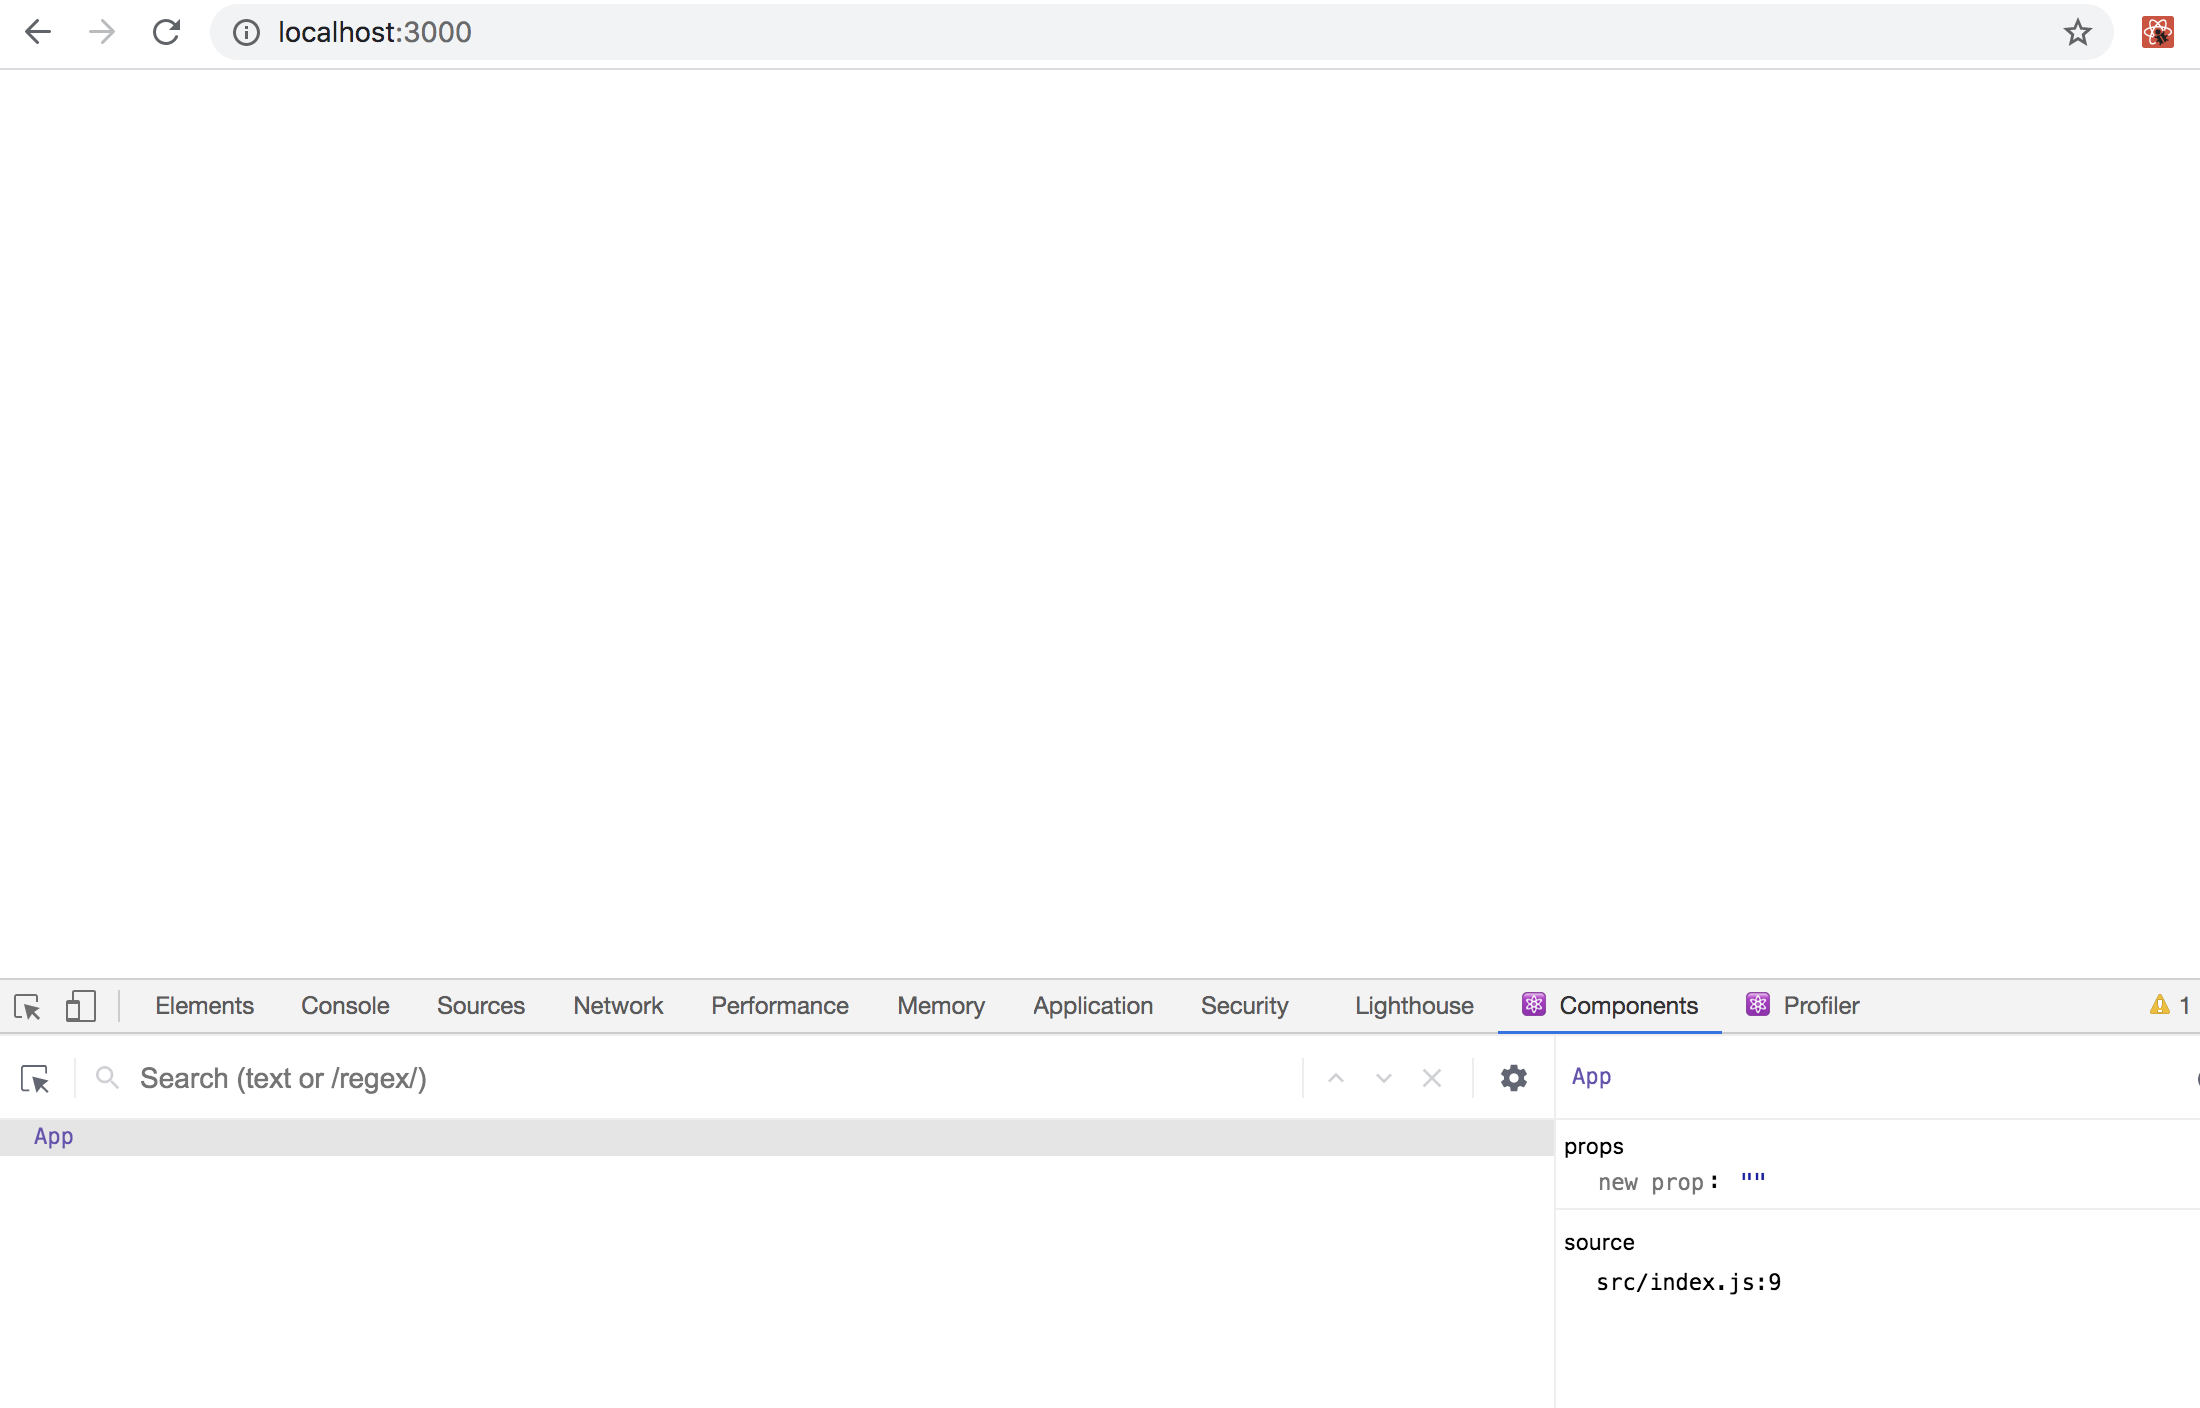 localhost:3000
Elements Console Sources Network Performance Memory Application Security Lighthouse Components Profiler 1
Search (text or /regex/)
App
App
props
new prop: ""
source
src/index.js:9